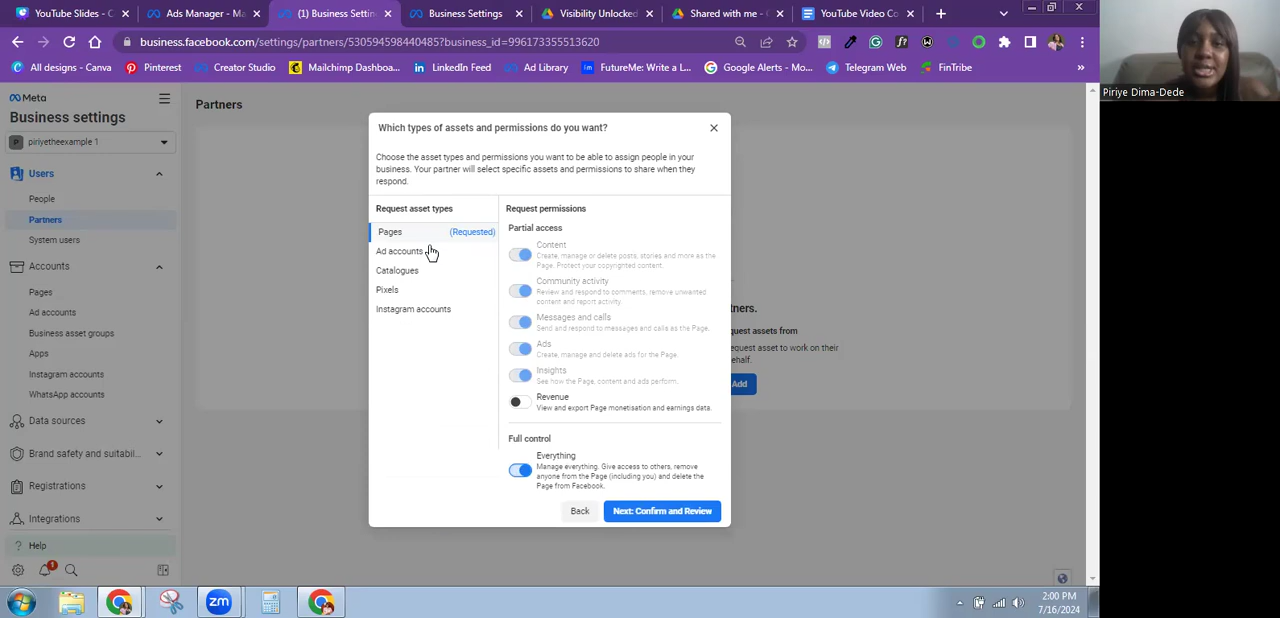 YouTube Slides - C
Ads Manager - Ma
(1) Business Settin
Business Settings
Visibility Unlocked
Shared with me -
YouTube Video Co
business.facebook.com/settings/partners/530594598440485?business_id=996173355513620
All designs - Canva
Pinterest
Creator Studio
Mailchimp Dashboa...
LinkedIn Feed
Ad Library
FutureMe: Write a L...
Google Alerts - Mo...
Telegram Web
FinTribe
Piriye Dima-Dede
Meta
Business settings
P piriyetheexample 1
Users
People
Partners
System users
Accounts
Pages
Ad accounts
Business asset groups
Apps
Instagram accounts
WhatsApp accounts
Data sources
Brand safety and suitabil...
Registrations
Integrations
Help
1
Partners
Which types of assets and permissions do you want?
Choose the asset types and permissions you want to be able to assign people in your
business. Your partner will select specific assets and permissions to share when they
respond.
Request asset types
Pages (Requested)
Ad accounts
Catalogues
Pixels
Instagram accounts
Request permissions
Partial access
Content
Create, manage or delete posts, stories and more as the
Page. Protect your copyrighted content.
Community activity
Review and respond to comments, remove unwanted
content and report activity.
Messages and calls
Send and respond to messages and calls as the Page.
Ads
Create, manage and delete ads for the Page.
Insights
See how the Page, content and ads perform.
Revenue
View and export Page monetisation and earnings data.
Full control
Everything
Manage everything. Give access to others, remove
anyone from the Page (including you) and delete the
Page from Facebook.
Back
Next: Confirm and Review
tners.
quest assets from
equest asset to work on their
ehalf.
Add
zm
2:00 PM
7/16/2024